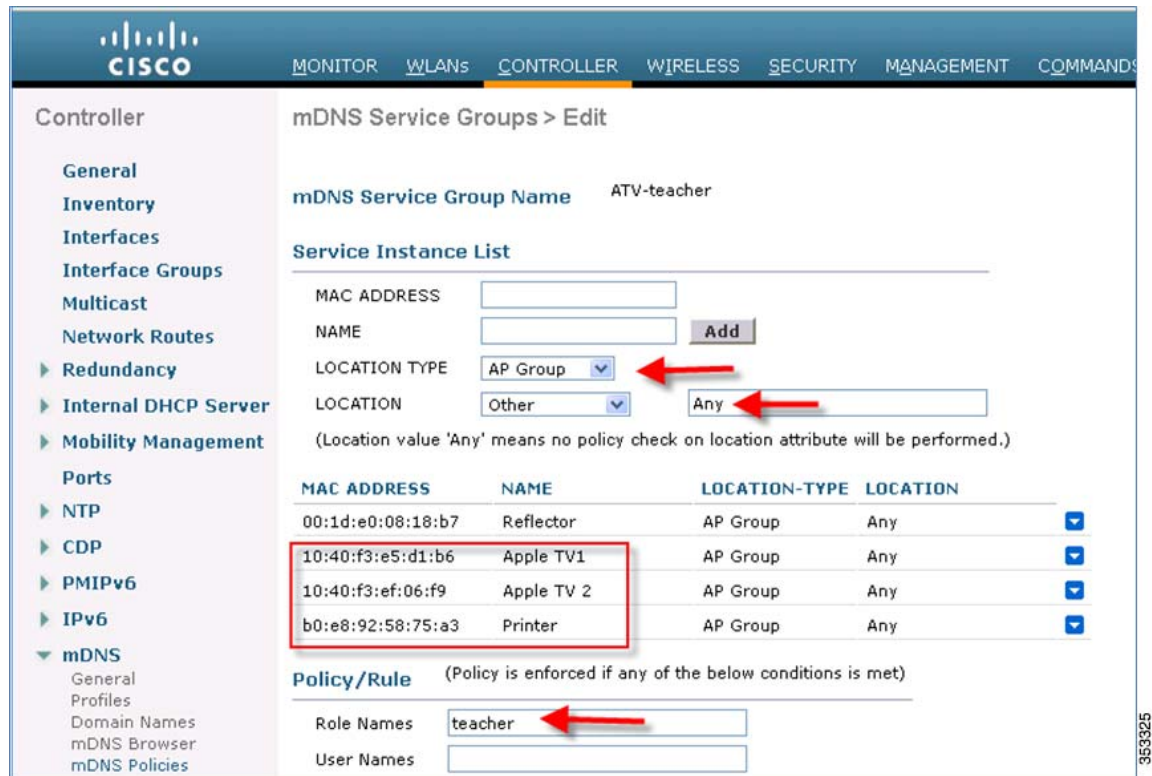 CISCO
MONITOR WLANs CONTROLLER WIRELESS SECURITY MANAGEMENT COMMANDS
Controller
General
Inventory
Interfaces
Interface Groups
Multicast
Network Routes
Redundancy
Internal DHCP Server
Mobility Management
Ports
NTP
CDP
PMIPv6
IPv6
mDNS
General
Profiles
Domain Names
mDNS Browser
mDNS Policies
mDNS Service Groups > Edit
mDNS Service Group Name ATV-teacher
Service Instance List
MAC ADDRESS
NAME Add
LOCATION TYPE AP Group
LOCATION Other Any
(Location value 'Any' means no policy check on location attribute will be performed.)
MAC ADDRESS NAME LOCATION-TYPE LOCATION
00:1d:e0:08:18:b7 Reflector AP Group Any
10:40:f3:e5:d1:b6 Apple TV1 AP Group Any
10:40:f3:ef:06:f9 Apple TV 2 AP Group Any
b0:e8:92:58:75:a3 Printer AP Group Any
Policy/Rule (Policy is enforced if any of the below conditions is met)
Role Names teacher
User Names
353325